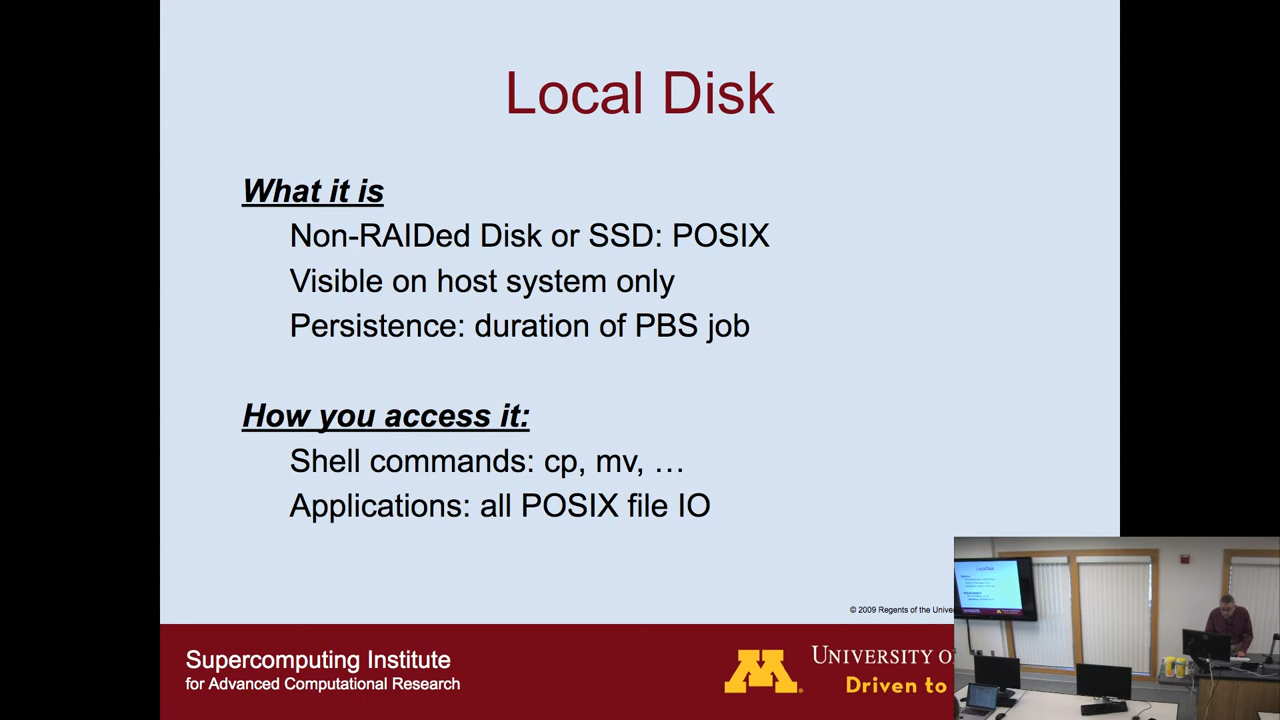 Local Disk
What it is
Non-RAIDed Disk or SSD: POSIX
Visible on host system only
Persistence: duration of PBS job
How you access it:
Shell commands: cp, mv, …
Applications: all POSIX file IO
© 2009 Regents of the
Supercomputing Institute
for Advanced Computational Research
UNIVERSITY
Driven to